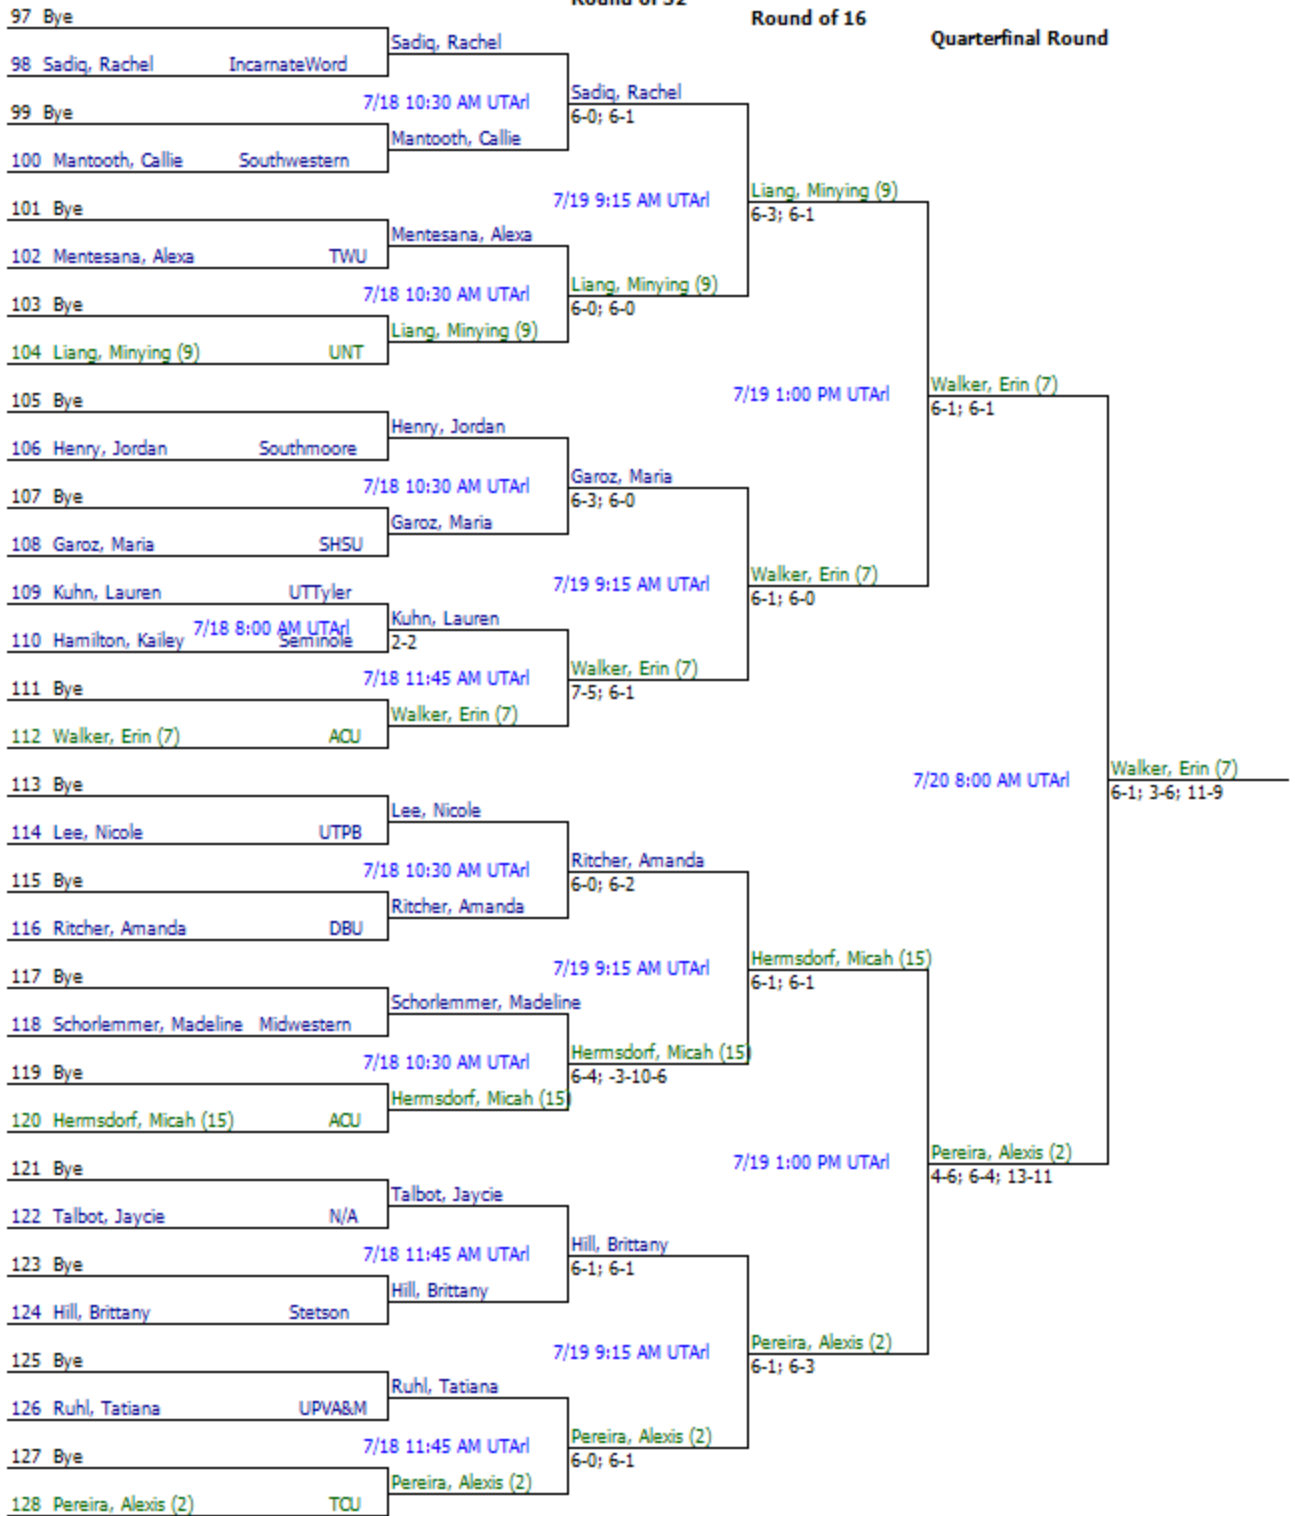 Round of 32
97 Bye
Round of 16
Quarterfinal Round
Sadiq, Rachel
98 Sadiq, Rachel IncarnateWord
7/18 10:30 AM UTArl
Sadiq, Rachel
6-0; 6-1
99 Bye
Mantooth, Callie
100 Mantooth, Callie Southwestern
7/19 9:15 AM UTArl
Liang, Minying (9)
6-3; 6-1
101 Bye
Mentesana, Alexa
102 Mentesana, Alexa TWU
7/18 10:30 AM UTArl
Liang, Minying (9)
6-0; 6-0
103 Bye
Liang, Minying (9)
104 Liang, Minying (9) UNT
7/19 1:00 PM UTArl
Walker, Erin (7)
6-1; 6-1
105 Bye
Henry, Jordan
106 Henry, Jordan Southmoore
7/18 10:30 AM UTArl
Garoz, Maria
6-3; 6-0
107 Bye
Garoz, Maria
108 Garoz, Maria SHSU
7/19 9:15 AM UTArl
Walker, Erin (7)
6-1; 6-0
109 Kuhn, Lauren UTTyler
7/18 8:00 AM UTArl
Kuhn, Lauren
2-2
110 Hamilton, Kailey Seminole
7/18 11:45 AM UTArl
Walker, Erin (7)
7-5; 6-1
111 Bye
Walker, Erin (7)
112 Walker, Erin (7) ACU
7/20 8:00 AM UTArl
Walker, Erin (7)
6-1; 3-6; 11-9
113 Bye
Lee, Nicole
114 Lee, Nicole UTPB
7/18 10:30 AM UTArl
Ritcher, Amanda
6-0; 6-2
115 Bye
Ritcher, Amanda
116 Ritcher, Amanda DBU
7/19 9:15 AM UTArl
Hermsdorf, Micah (15)
6-1; 6-1
117 Bye
Schorlemmer, Madeline
118 Schorlemmer, Madeline Midwestern
7/18 10:30 AM UTArl
Hermsdorf, Micah (15)
6-4; -3-10-6
119 Bye
Hermsdorf, Micah (15)
120 Hermsdorf, Micah (15) ACU
7/19 1:00 PM UTArl
Pereira, Alexis (2)
4-6; 6-4; 13-11
121 Bye
Talbot, Jaycie
122 Talbot, Jaycie N/A
7/18 11:45 AM UTArl
Hill, Brittany
6-1; 6-1
123 Bye
Hill, Brittany
124 Hill, Brittany Stetson
7/19 9:15 AM UTArl
Pereira, Alexis (2)
6-1; 6-3
125 Bye
Ruhl, Tatiana
126 Ruhl, Tatiana UPVA&M
7/18 11:45 AM UTArl
Pereira, Alexis (2)
6-0; 6-1
127 Bye
Pereira, Alexis (2)
128 Pereira, Alexis (2) TCU